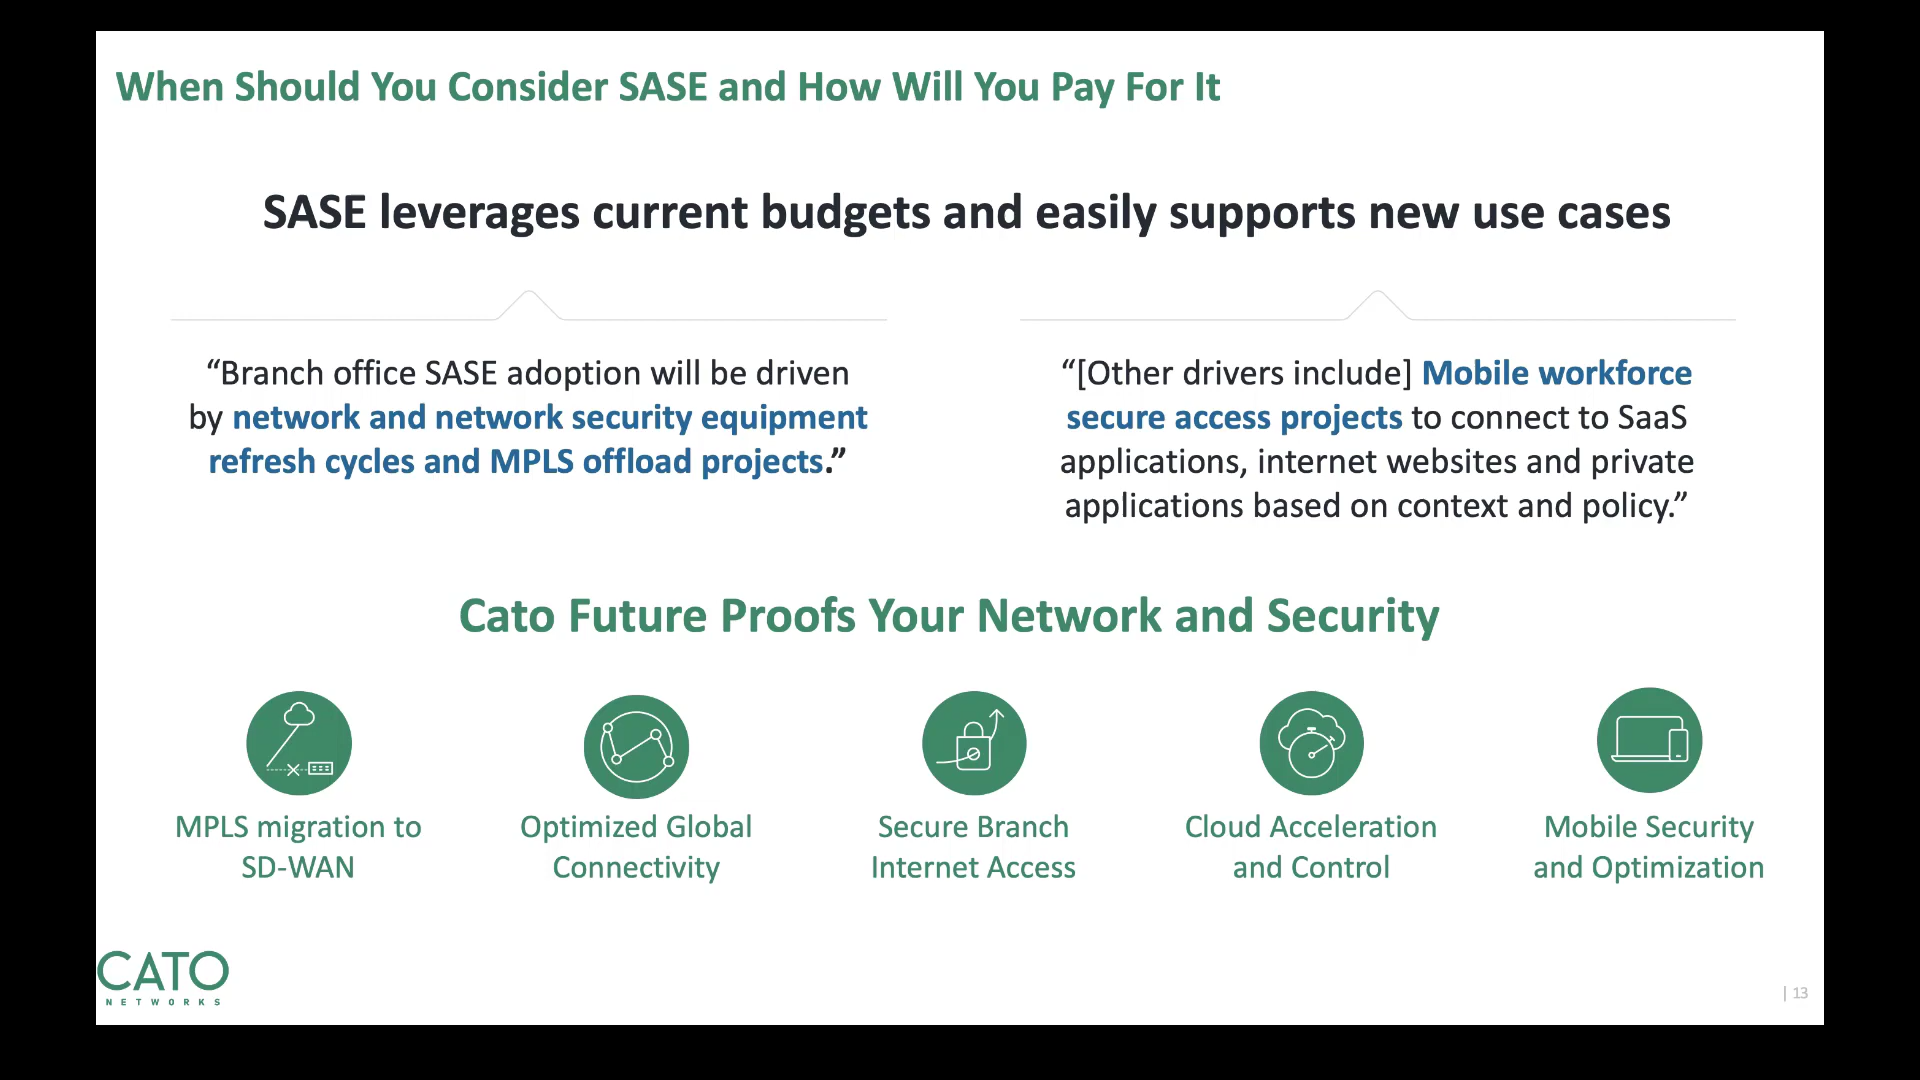 When Should You Consider SASE and How Will You Pay For It
SASE leverages current budgets and easily supports new use cases
“Branch office SASE adoption will be driven
by network and network security equipment
refresh cycles and MPLS offload projects.”
“[Other drivers include] Mobile workforce
secure access projects to connect to SaaS
applications, internet websites and private
applications based on context and policy.”
Cato Future Proofs Your Network and Security
MPLS migration to
SD-WAN
Optimized Global
Connectivity
Secure Branch
Internet Access
Cloud Acceleration
and Control
Mobile Security
and Optimization
CATO
NETWORKS
| 13